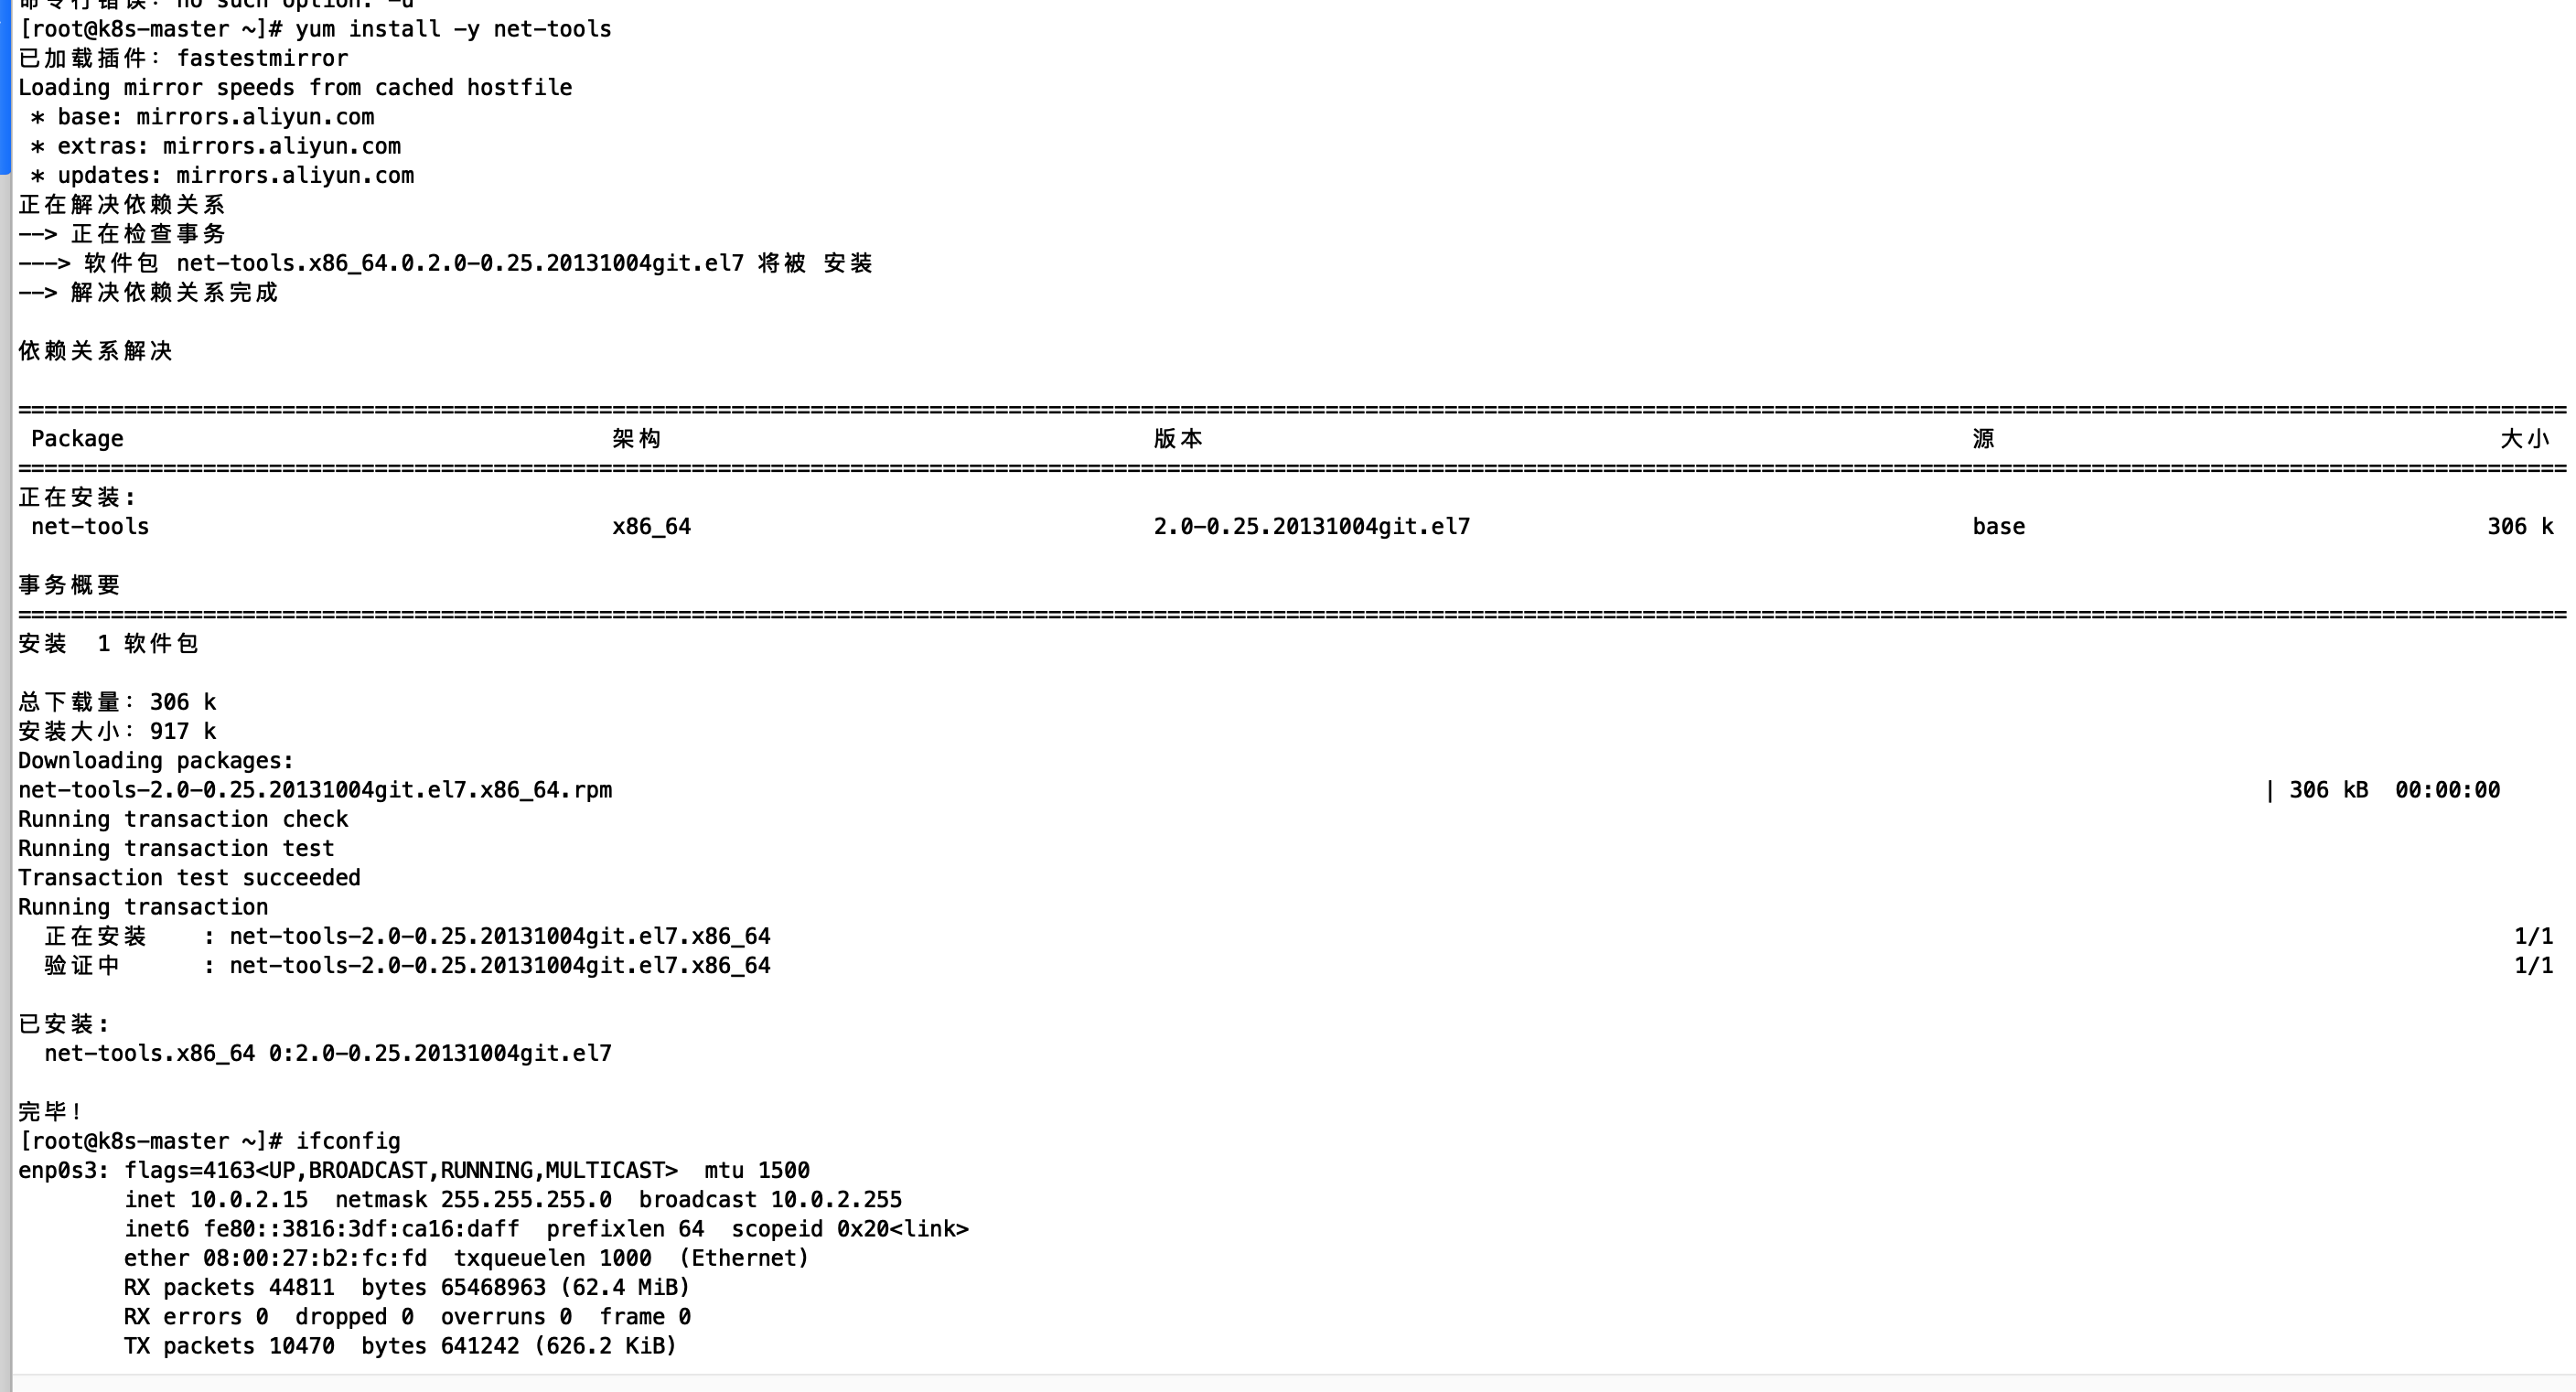 命令行错误: no such option: -d
[root@k8s-master ~]# yum install -y net-tools
已加载插件：fastestmirror
Loading mirror speeds from cached hostfile
 * base: mirrors.aliyun.com
 * extras: mirrors.aliyun.com
 * updates: mirrors.aliyun.com
正在解决依赖关系
--> 正在检查事务
---> 软件包 net-tools.x86_64.0.2.0-0.25.20131004git.el7 将被 安装
--> 解决依赖关系完成
依赖关系解决
Package 架构 版本 源 大小
正在安装:
net-tools x86_64 2.0-0.25.20131004git.el7 base 306 k
事务概要
安装  1 软件包
总下载量：306 k
安装大小：917 k
Downloading packages:
net-tools-2.0-0.25.20131004git.el7.x86_64.rpm | 306 kB  00:00:00
Running transaction check
Running transaction test
Transaction test succeeded
Running transaction
正在安装    : net-tools-2.0-0.25.20131004git.el7.x86_64 1/1
验证中      : net-tools-2.0-0.25.20131004git.el7.x86_64 1/1
已安装:
net-tools.x86_64 0:2.0-0.25.20131004git.el7
完毕！
[root@k8s-master ~]# ifconfig
enp0s3: flags=4163<UP,BROADCAST,RUNNING,MULTICAST>  mtu 1500
inet 10.0.2.15  netmask 255.255.255.0  broadcast 10.0.2.255
inet6 fe80::3816:3df:ca16:daff  prefixlen 64  scopeid 0x20<link>
ether 08:00:27:b2:fc:fd  txqueuelen 1000  (Ethernet)
RX packets 44811  bytes 65468963 (62.4 MiB)
RX errors 0  dropped 0  overruns 0  frame 0
TX packets 10470  bytes 641242 (626.2 KiB)